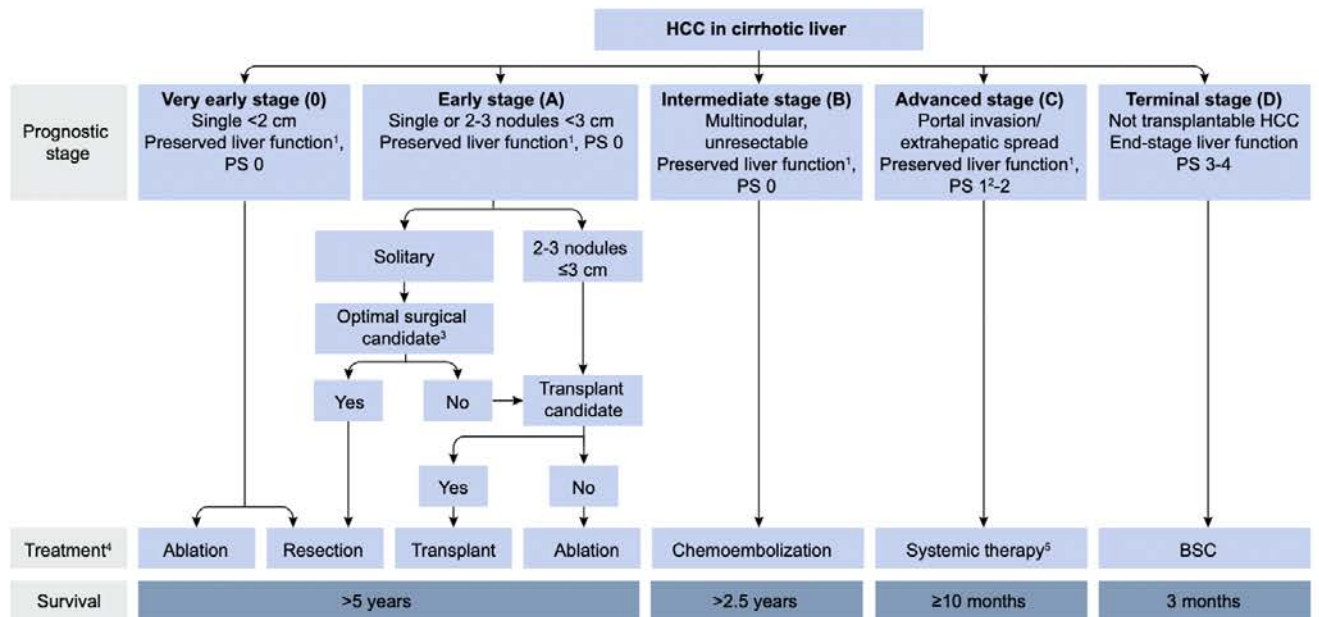 HCC in cirrhotic liver
Prognostic
stage
Very early stage (0)
Single <2 cm
Preserved liver function¹,
PS 0
Early stage (A)
Single or 2-3 nodules <3 cm
Preserved liver function¹, PS 0
Intermediate stage (B)
Multinodular,
unresectable
Preserved liver function¹,
PS 0
Advanced stage (C)
Portal invasion/
extrahepatic spread
Preserved liver function¹,
PS 1²-2
Terminal stage (D)
Not transplantable HCC
End-stage liver function
PS 3-4
Solitary
2-3 nodules
≤3 cm
Optimal surgical
candidate³
Yes
No
Transplant
candidate
Yes
No
Treatment⁴
Ablation
Resection
Transplant
Ablation
Chemoembolization
Systemic therapy⁵
BSC
Survival
>5 years
>2.5 years
≥10 months
3 months